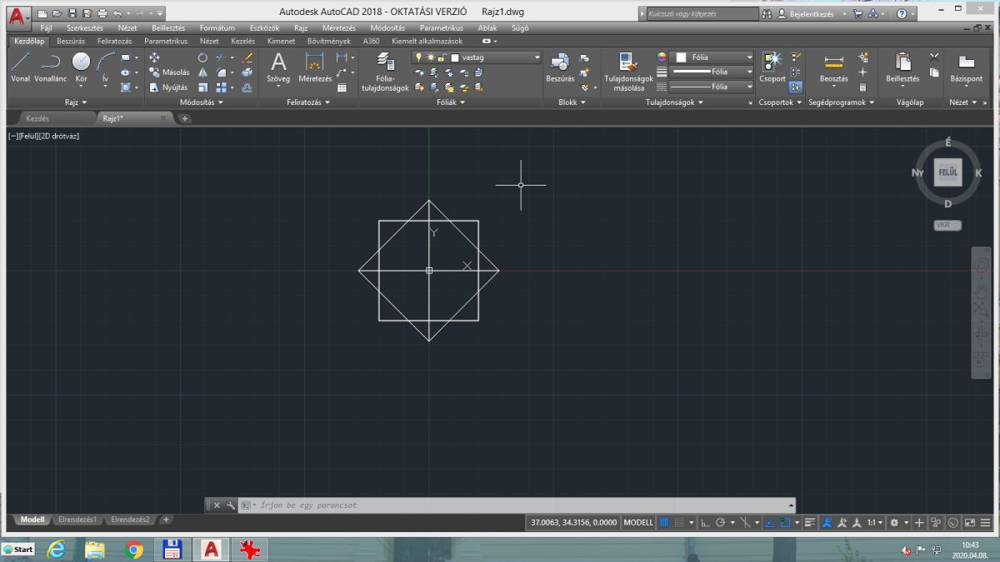 Autodesk AutoCAD 2018 - OKTATÁSI VERZIÓ Rajz1.dwg
Kulcsszó vagy kifejezés
Bejelentkezés
Fájl Szerkesztés Nézet Beillesztés Formátum Eszközök Rajz Méretezés Módosítás Parametrikus Ablak Súgó
Kezdőlap Beszúrás Feliratozás Parametrikus Nézet Kezelés Kimenet Bővítmények A360 Kiemelt alkalmazások
Vonal Vonallánc Kör Ív
Másolás
Nyújtás
Szöveg Méretezés
Fólia-
tulajdonságok
vastag
Beszúrás
Tulajdonságok
másolása
Fólia
Fólia
Fólia
Csoport
Beosztás
Beillesztés
Bázispont
Rajz Módosítás Feliratozás Fóliák Blokk Tulajdonságok Csoportok Segédprogramok Vágólap Nézet
Kezdés Rajz1*
[−][Felül][2D drótváz]
É
Ny FELÜL K
D
VKR
Y
X
Írjon be egy parancsot
Modell Elrendezés1 Elrendezés2 +
37.0063, 34.3156, 0.0000 MODELL 1:1
Start
10:43
2020.04.08.